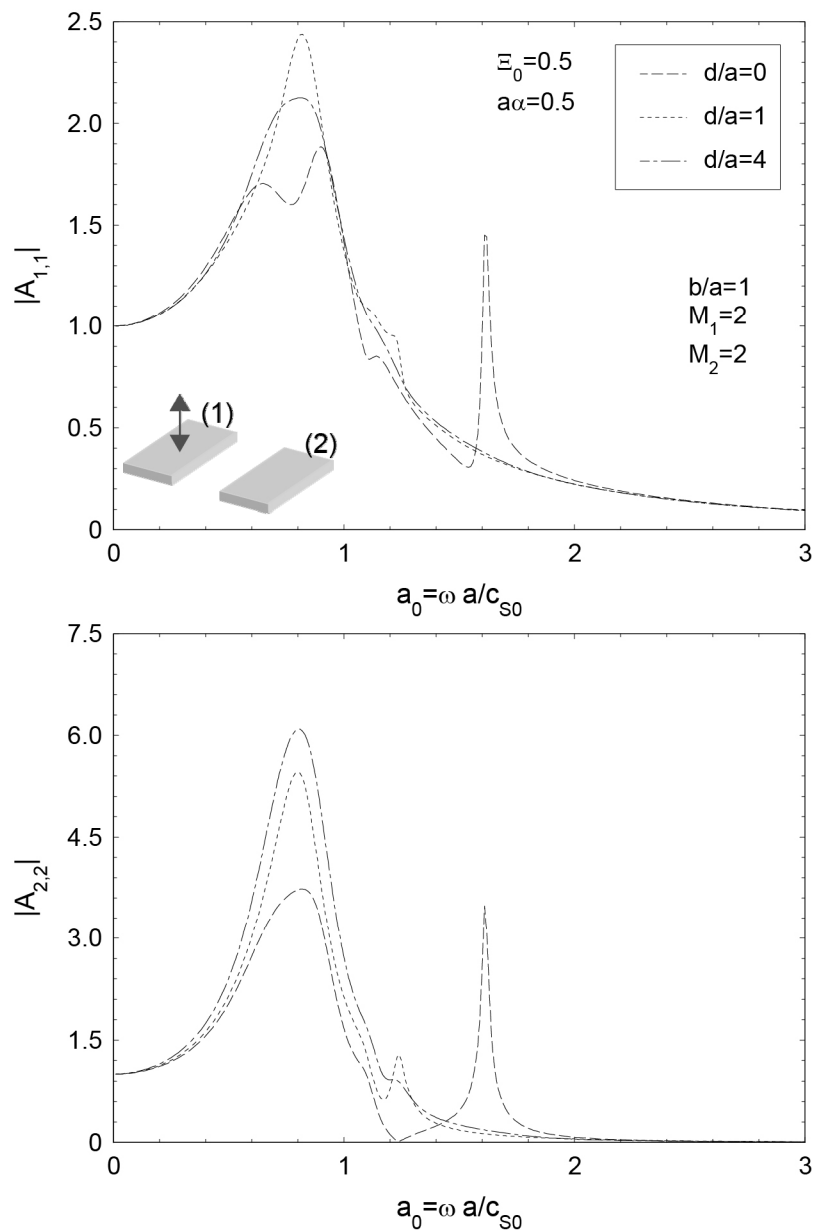 2.5
2.0
1.5
1.0
0.5
0
|A1,1|
Ξ0=0.5
aα=0.5
d/a=0
d/a=1
d/a=4
b/a=1
M1=2
M2=2
(1)
(2)
0 1 2 3
a0=ω a/cS0
7.5
6.0
4.5
3.0
1.5
0
|A2,2|
0 1 2 3
a0=ω a/cS0